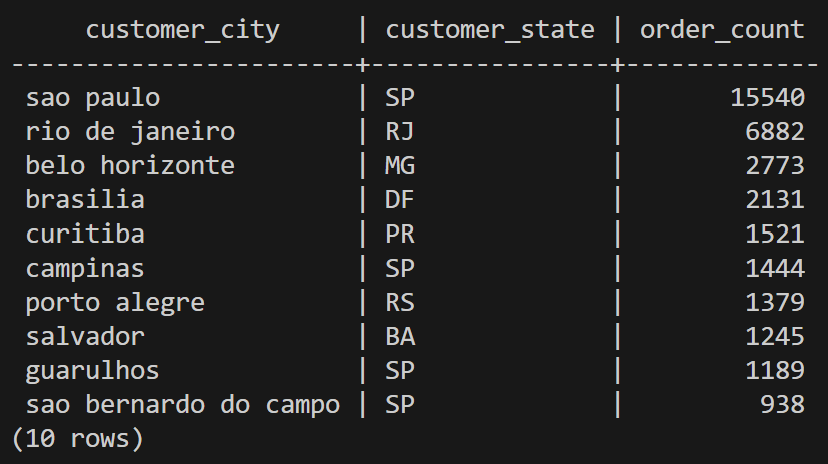 customer_city     | customer_state | order_count
-----------------------+----------------+-------------
 sao paulo             | SP             |       15540
 rio de janeiro        | RJ             |        6882
 belo horizonte        | MG             |        2773
 brasilia              | DF             |        2131
 curitiba              | PR             |        1521
 campinas              | SP             |        1444
 porto alegre          | RS             |        1379
 salvador              | BA             |        1245
 guarulhos             | SP             |        1189
 sao bernardo do campo | SP             |         938
(10 rows)